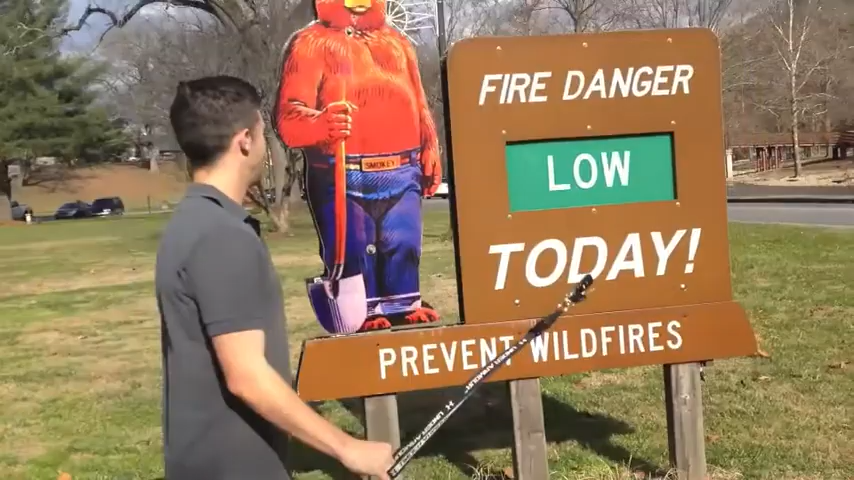 FIRE DANGER
LOW
TODAY!
SMOKEY
PREVENT WILDFIRES